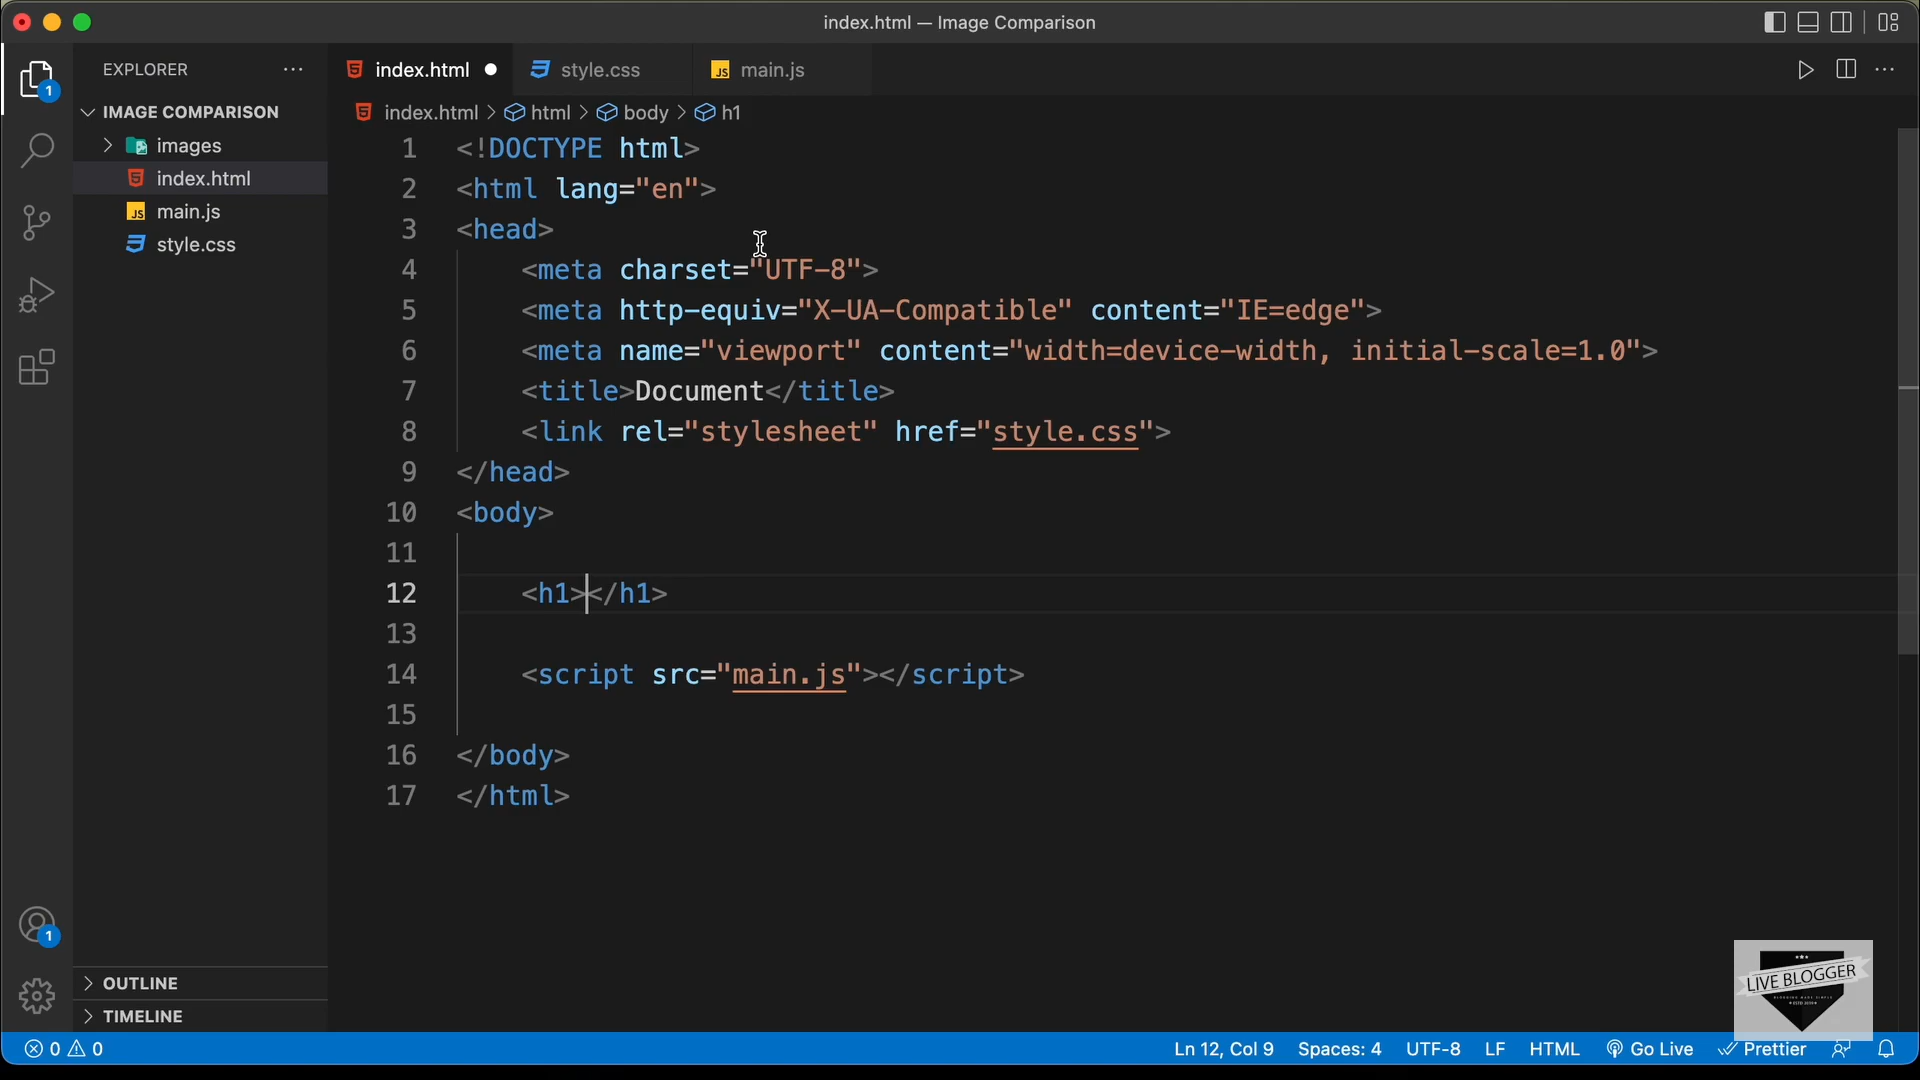 index.html — Image Comparison
EXPLORER
index.html
style.css
JS main.js
1
IMAGE COMPARISON
index.html > html > body > h1
images
index.html
JS main.js
style.css
1 <!DOCTYPE html>
2 <html lang="en">
3 <head>
4 <meta charset="UTF-8">
5 <meta http-equiv="X-UA-Compatible" content="IE=edge">
6 <meta name="viewport" content="width=device-width, initial-scale=1.0">
7 <title>Document</title>
8 <link rel="stylesheet" href="style.css">
9 </head>
10 <body>
11
12 <h1></h1>
13
14 <script src="main.js"></script>
15
16 </body>
17 </html>
1
OUTLINE
TIMELINE
LIVE BLOGGER
0 0
Ln 12, Col 9 Spaces: 4 UTF-8 LF HTML Go Live Prettier